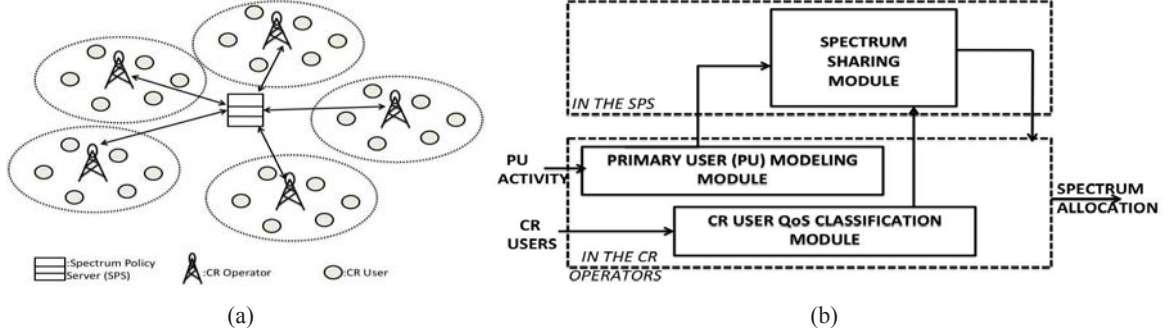 :Spectrum Policy
Server (SPS)
:CR Operator
:CR User
(a)
SPECTRUM
SHARING
MODULE
IN THE SPS
PU
ACTIVITY
PRIMARY USER (PU) MODELING
MODULE
CR
USERS
CR USER QoS CLASSIFICATION
MODULE
SPECTRUM
ALLOCATION
IN THE CR
OPERATORS
(b)